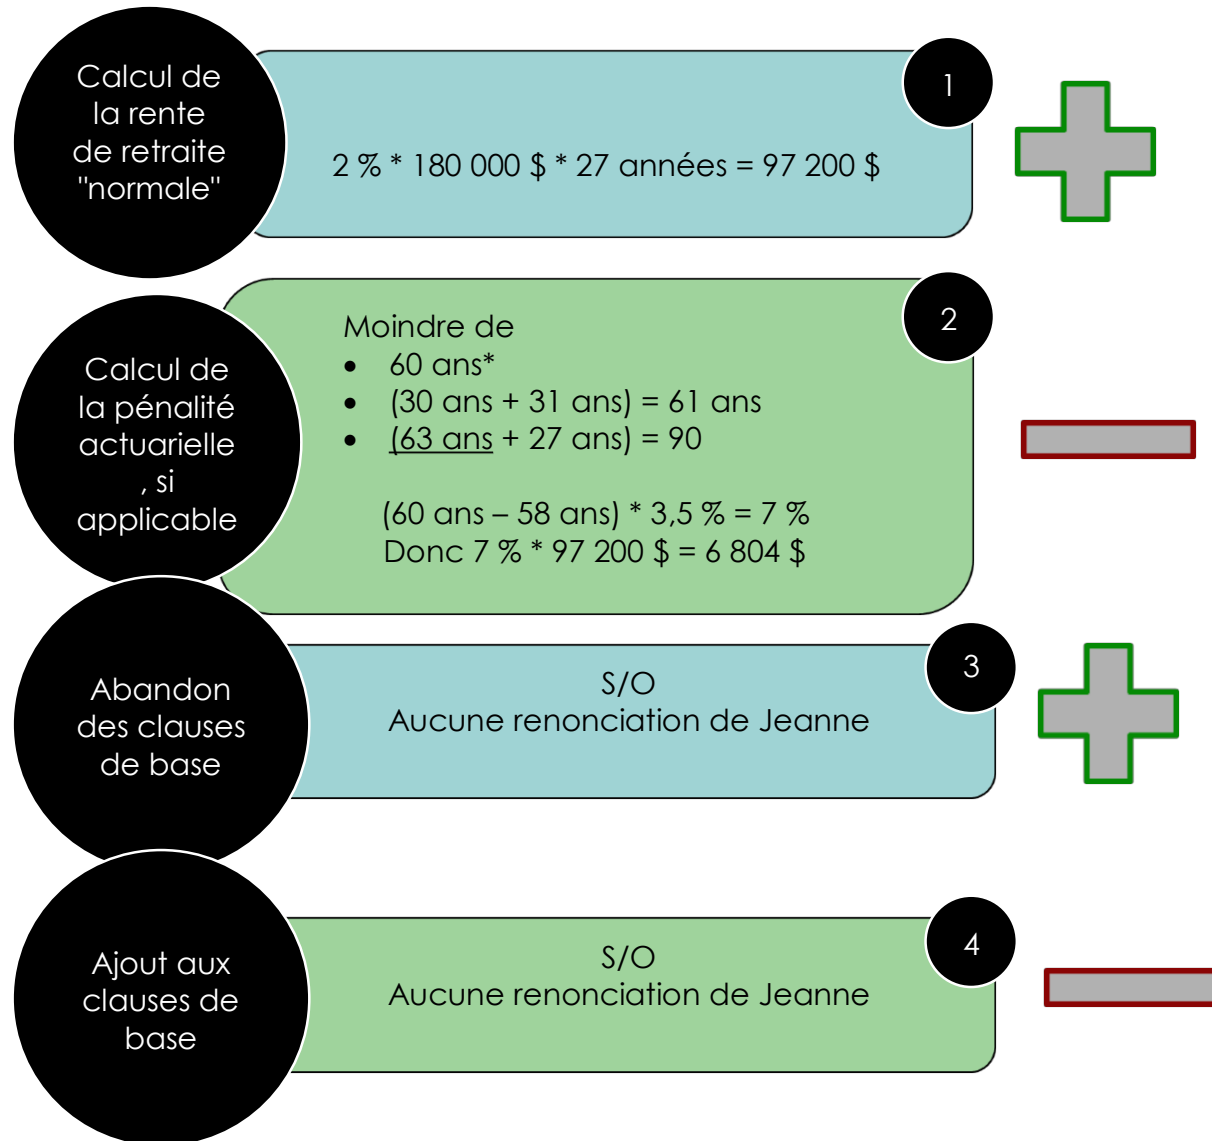 Calcul de
la rente
de retraite
"normale"
1
2 % * 180 000 $ * 27 années = 97 200 $
Calcul de
la pénalité
actuarielle
, si
applicable
2
Moindre de
• 60 ans*
• (30 ans + 31 ans) = 61 ans
• (63 ans + 27 ans) = 90
(60 ans – 58 ans) * 3,5 % = 7 %
Donc 7 % * 97 200 $ = 6 804 $
Abandon
des clauses
de base
3
S/O
Aucune renonciation de Jeanne
Ajout aux
clauses de
base
4
S/O
Aucune renonciation de Jeanne